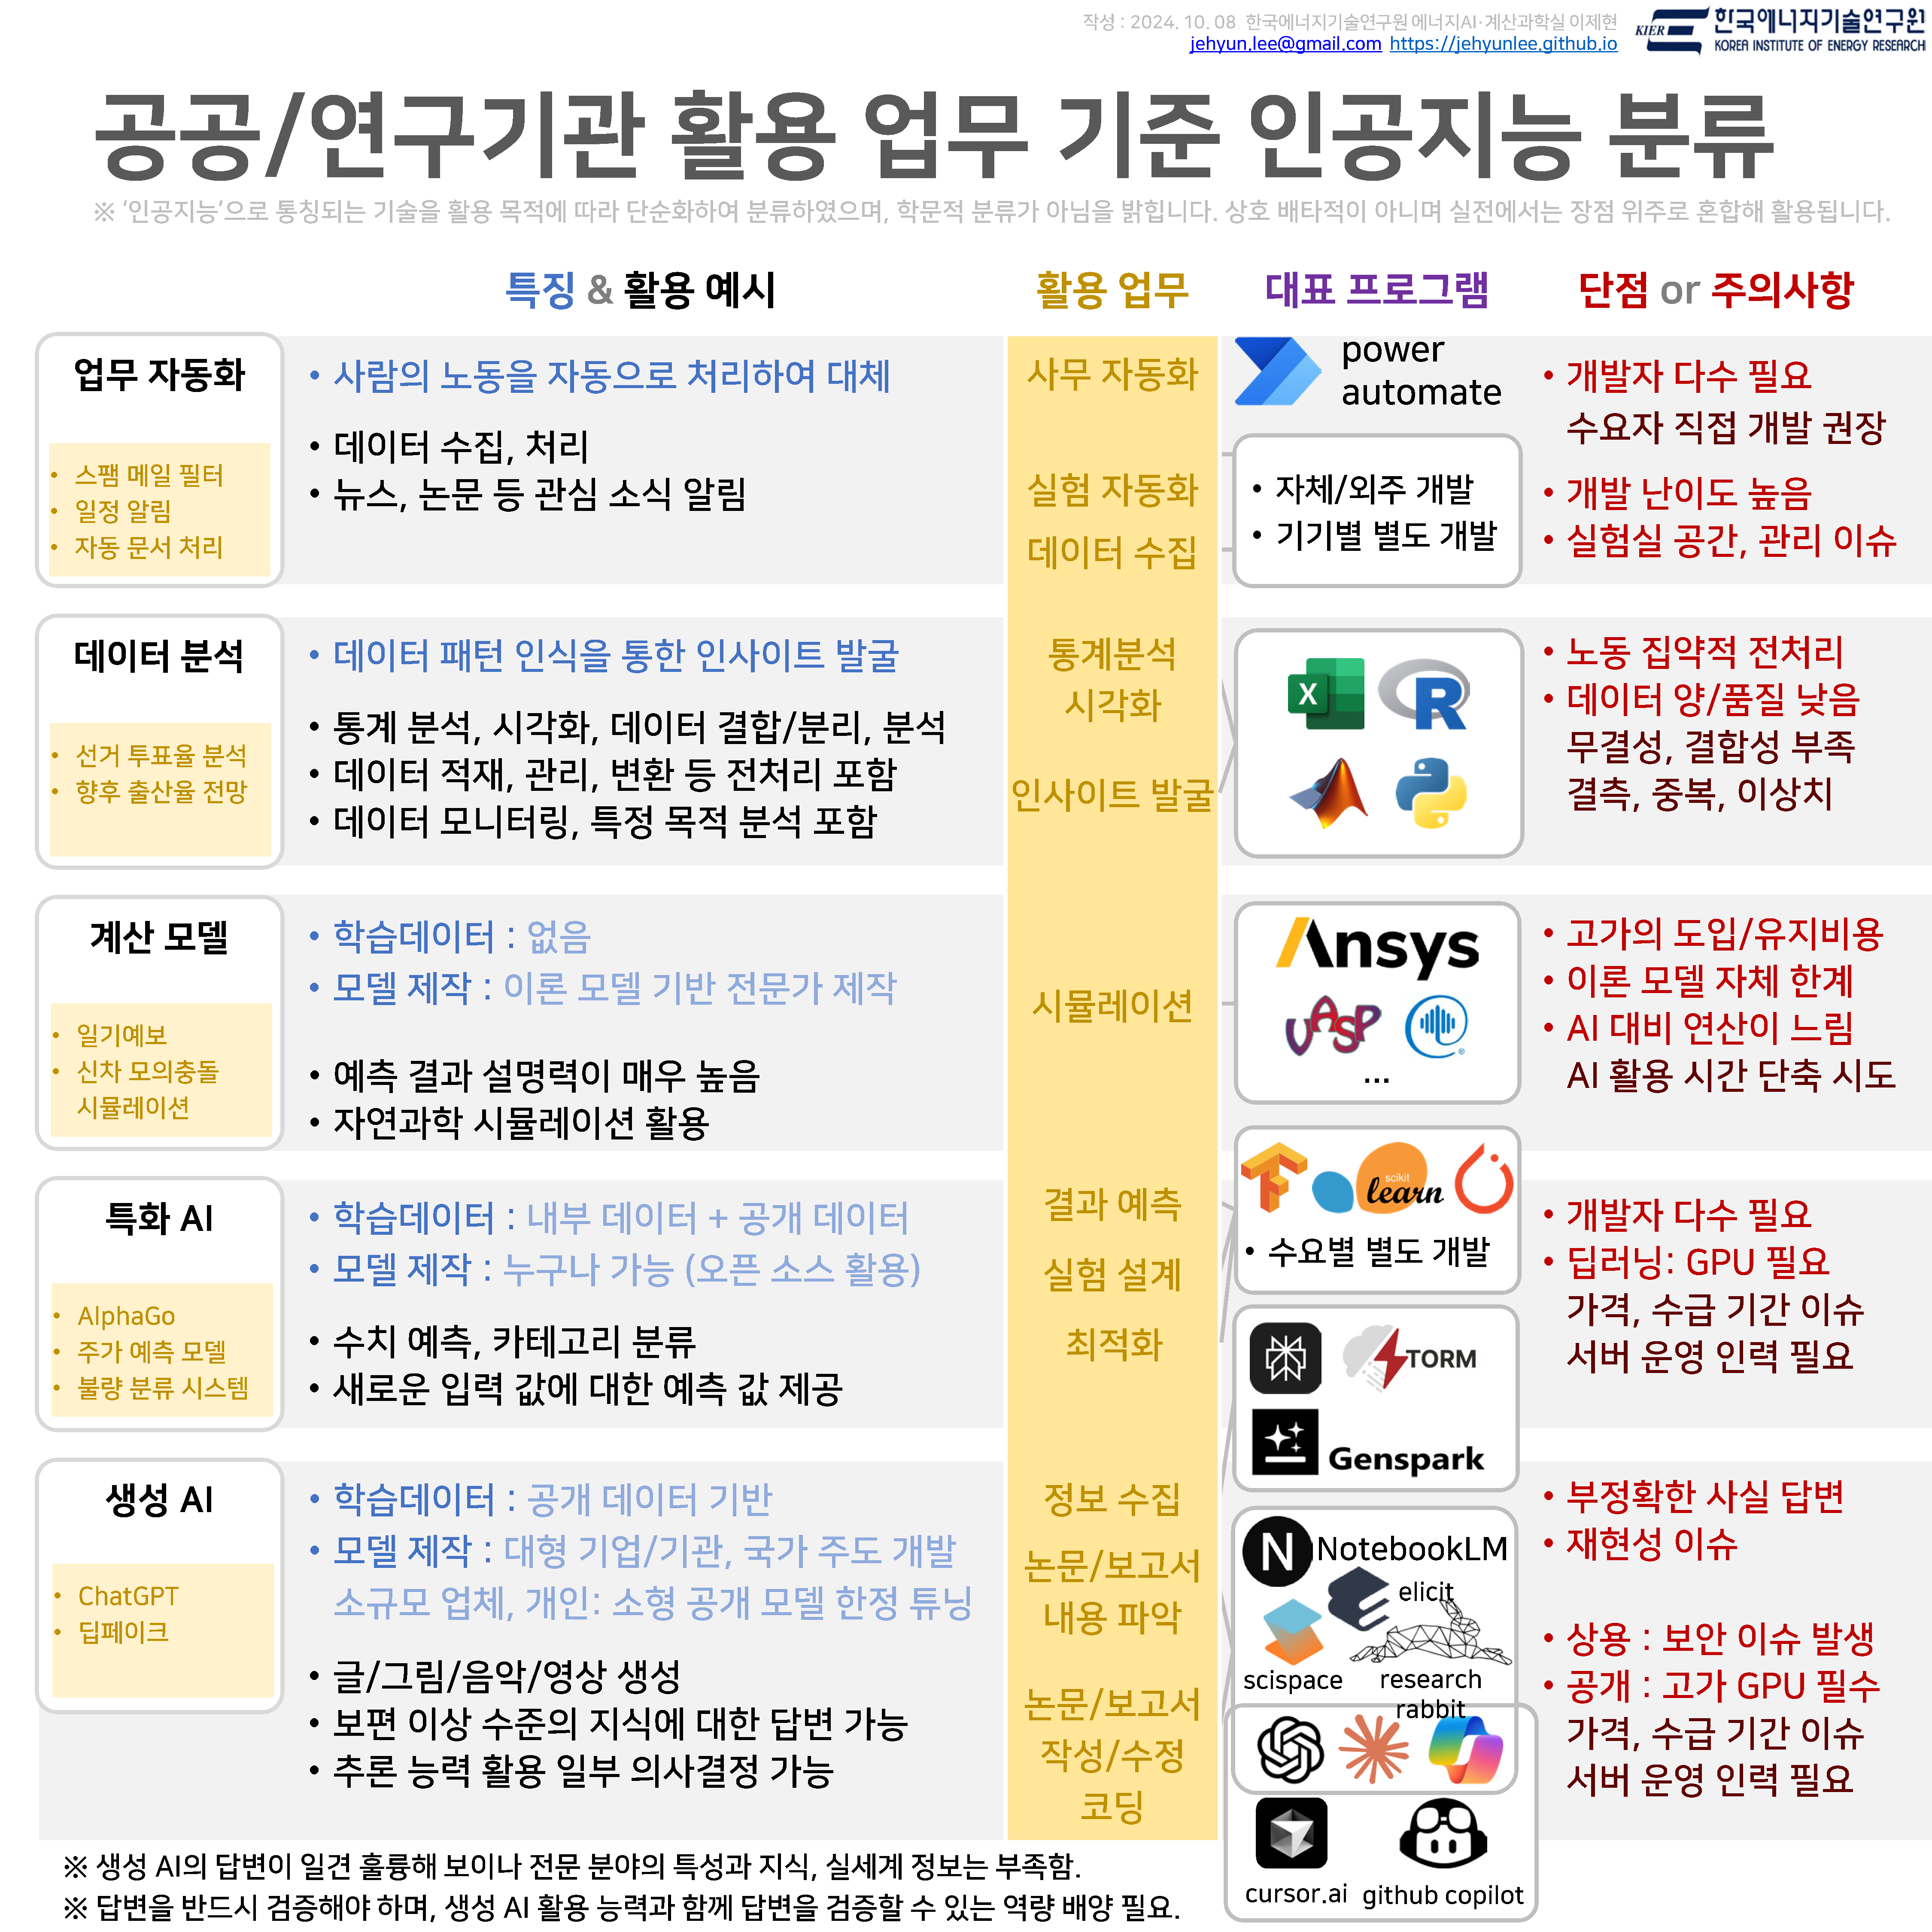 작성 : 2024. 10. 08 한국에너지기술연구원 에너지AI·계산과학실 이제현
jehyun.lee@gmail.com https://jehyunlee.github.io
KIER 한국에너지기술연구원
KOREA INSTITUTE OF ENERGY RESEARCH
공공/연구기관 활용 업무 기준 인공지능 분류
※ ‘인공지능’으로 통칭되는 기술을 활용 목적에 따라 단순화하여 분류하였으며, 학문적 분류가 아님을 밝힙니다. 상호 배타적이 아니며 실전에서는 장점 위주로 혼합해 활용됩니다.
특징 & 활용 예시
활용 업무
대표 프로그램
단점 or 주의사항
업무 자동화
• 스팸 메일 필터
• 일정 알림
• 자동 문서 처리
• 사람의 노동을 자동으로 처리하여 대체
• 데이터 수집, 처리
• 뉴스, 논문 등 관심 소식 알림
사무 자동화
실험 자동화
데이터 수집
power
automate
• 자체/외주 개발
• 기기별 별도 개발
• 개발자 다수 필요
수요자 직접 개발 권장
• 개발 난이도 높음
• 실험실 공간, 관리 이슈
데이터 분석
• 선거 투표율 분석
• 향후 출산율 전망
• 데이터 패턴 인식을 통한 인사이트 발굴
• 통계 분석, 시각화, 데이터 결합/분리, 분석
• 데이터 적재, 관리, 변환 등 전처리 포함
• 데이터 모니터링, 특정 목적 분석 포함
통계분석
시각화
인사이트 발굴
X
R
• 노동 집약적 전처리
• 데이터 양/품질 낮음
무결성, 결합성 부족
결측, 중복, 이상치
계산 모델
• 일기예보
• 신차 모의충돌
시뮬레이션
• 학습데이터 : 없음
• 모델 제작 : 이론 모델 기반 전문가 제작
• 예측 결과 설명력이 매우 높음
• 자연과학 시뮬레이션 활용
시뮬레이션
Ansys
VASP
...
• 고가의 도입/유지비용
• 이론 모델 자체 한계
• AI 대비 연산이 느림
AI 활용 시간 단축 시도
특화 AI
• AlphaGo
• 주가 예측 모델
• 불량 분류 시스템
• 학습데이터 : 내부 데이터 + 공개 데이터
• 모델 제작 : 누구나 가능 (오픈 소스 활용)
• 수치 예측, 카테고리 분류
• 새로운 입력 값에 대한 예측 값 제공
결과 예측
실험 설계
최적화
scikit
learn
• 수요별 별도 개발
TORM
Genspark
• 개발자 다수 필요
• 딥러닝: GPU 필요
가격, 수급 기간 이슈
서버 운영 인력 필요
생성 AI
• ChatGPT
• 딥페이크
• 학습데이터 : 공개 데이터 기반
• 모델 제작 : 대형 기업/기관, 국가 주도 개발
소규모 업체, 개인: 소형 공개 모델 한정 튜닝
• 글/그림/음악/영상 생성
• 보편 이상 수준의 지식에 대한 답변 가능
• 추론 능력 활용 일부 의사결정 가능
정보 수집
논문/보고서
내용 파악
논문/보고서
작성/수정
코딩
N NotebookLM
elicit
scispace
research
rabbit
cursor.ai
github copilot
• 부정확한 사실 답변
• 재현성 이슈
• 상용 : 보안 이슈 발생
• 공개 : 고가 GPU 필수
가격, 수급 기간 이슈
서버 운영 인력 필요
※ 생성 AI의 답변이 일견 훌륭해 보이나 전문 분야의 특성과 지식, 실세계 정보는 부족함.
※ 답변을 반드시 검증해야 하며, 생성 AI 활용 능력과 함께 답변을 검증할 수 있는 역량 배양 필요.